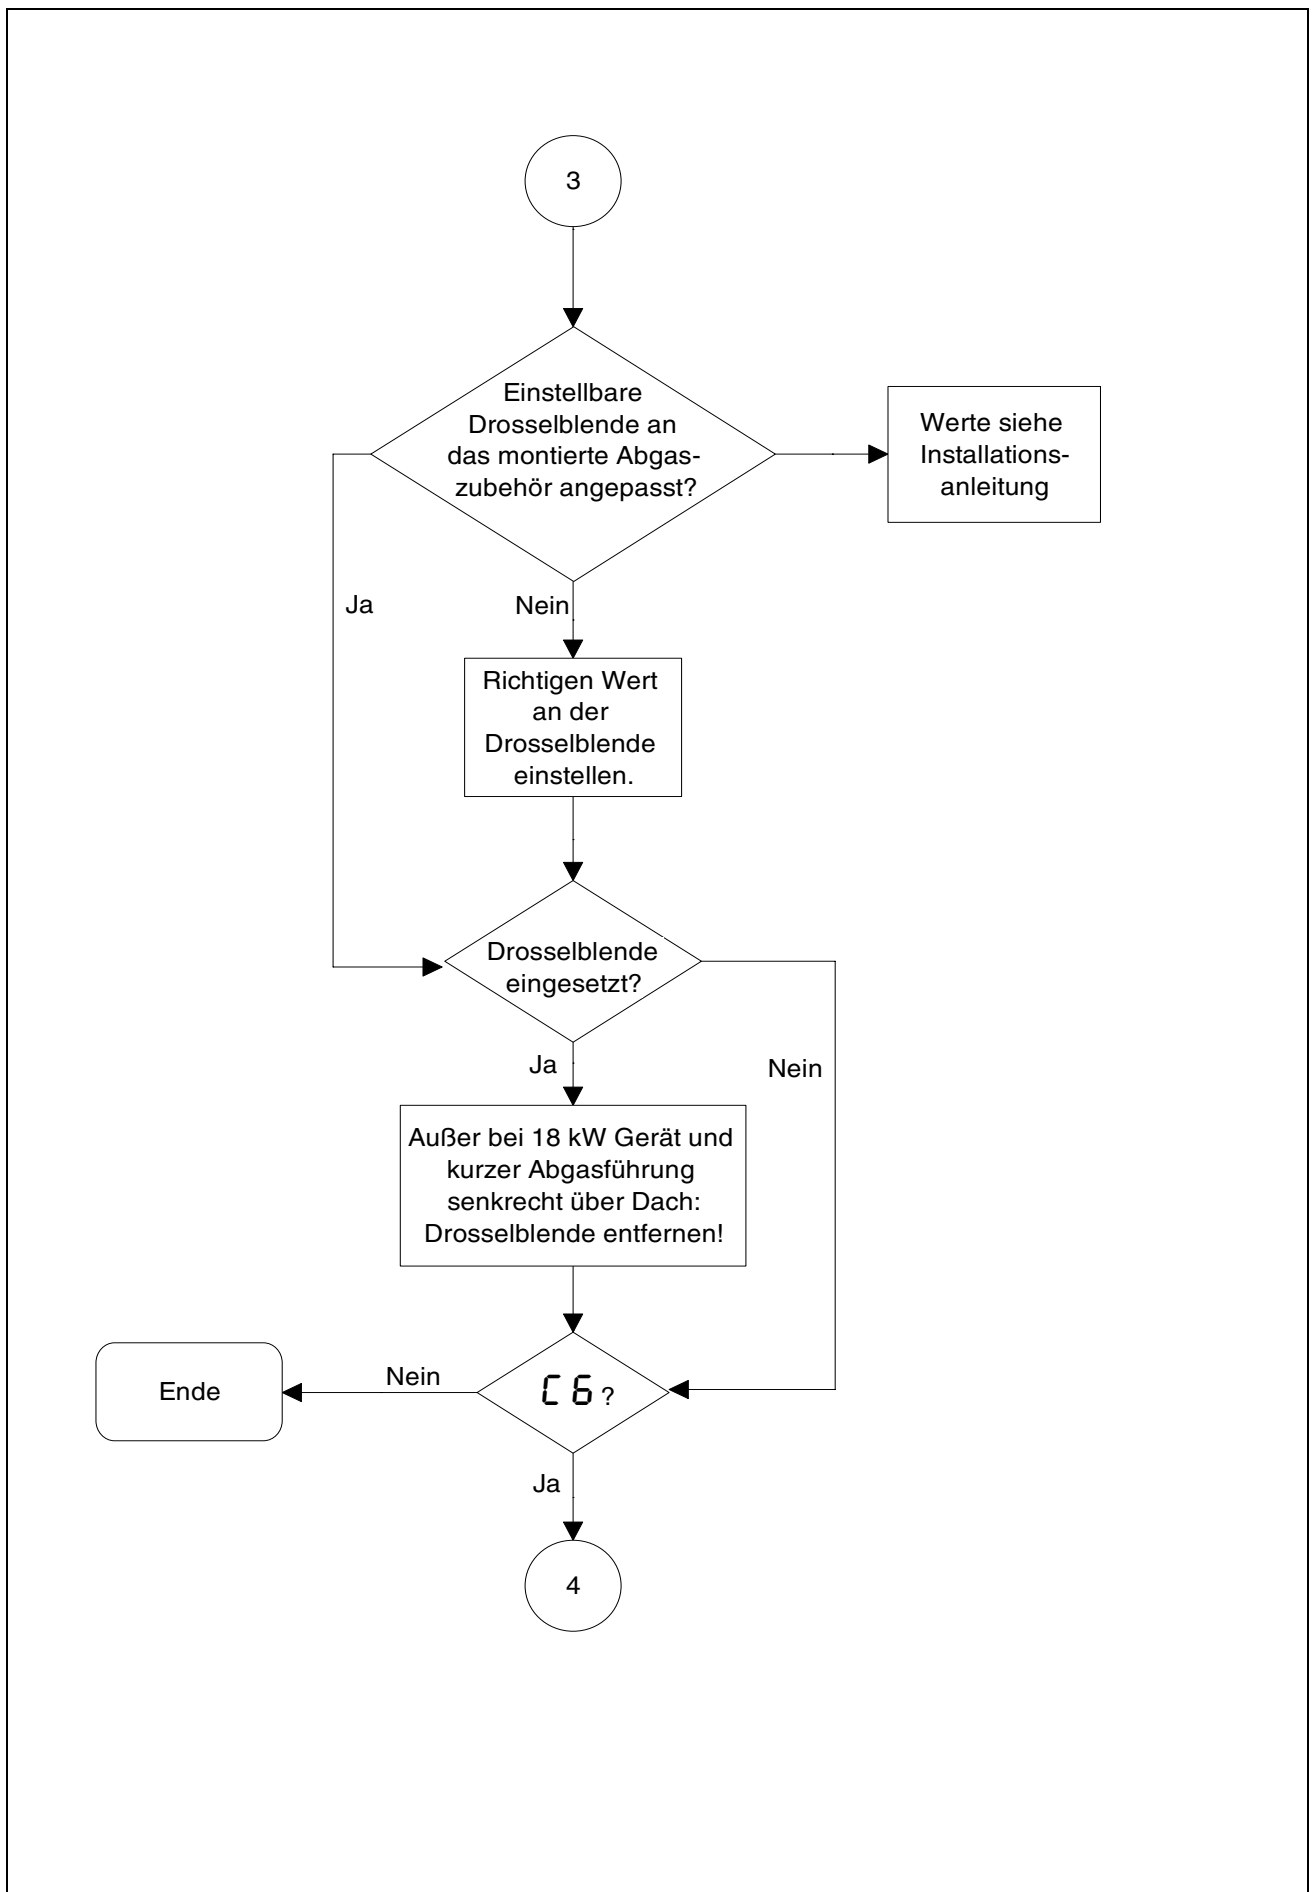 3
Einstellbare
Drosselblende an
das montierte Abgas-
zubehör angepasst?
Werte siehe
Installations-
anleitung
Ja
Nein
Richtigen Wert
an der
Drosselblende
einstellen.
Drosselblende
eingesetzt?
Ja
Nein
Außer bei 18 kW Gerät und
kurzer Abgasführung
senkrecht über Dach:
Drosselblende entfernen!
Ende
Nein
C6?
Ja
4